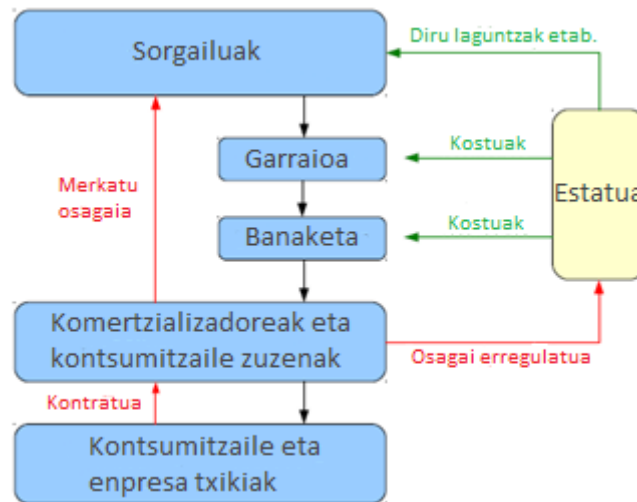 Sorgailuak
Diru laguntzak etab.
Garraioa
Kostuak
Estatua
Merkatu
osagaia
Banaketa
Kostuak
Komertzializadoreak eta
kontsumitzaile zuzenak
Osagai erregulatua
Kontratua
Kontsumitzaile eta
enpresa txikiak